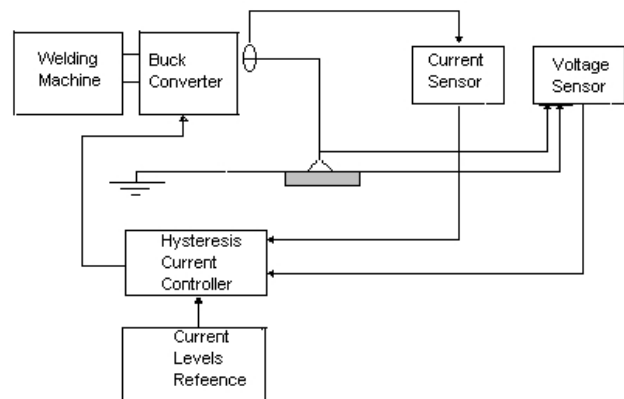 Welding
Machine
Buck
Converter
Current
Sensor
Voltage
Sensor
Hysteresis
Current
Controller
Current
Levels
Refeence